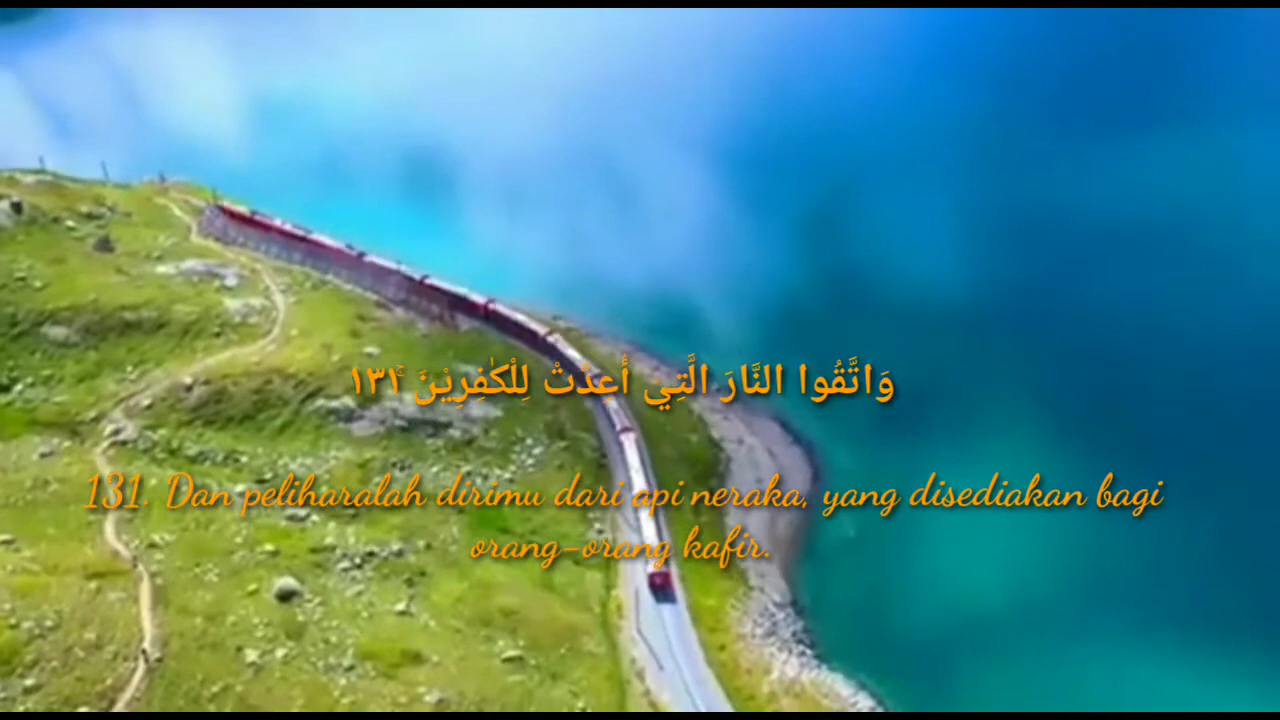 وَاتَّقُوا النَّارَ الَّتِي أُعِدَّتْ لِلْكٰفِرِيْنَ ۚ ١٣١
131. Dan peliharalah dirimu dari api neraka, yang disediakan bagi
orang-orang kafir.